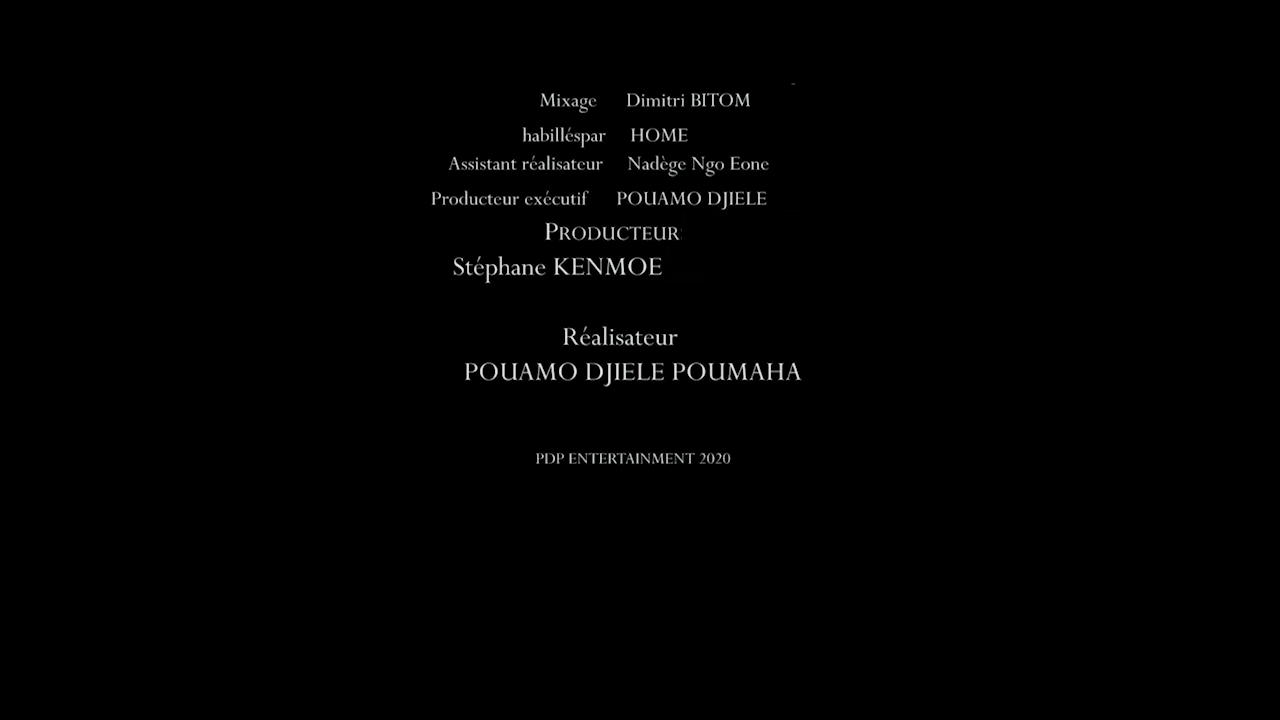 Mixage Dimitri BITOM
habilléspar HOME
Assistant réalisateur Nadège Ngo Eone
Producteur exécutif POUAMO DJIELE
PRODUCTEUR
Stéphane KENMOE
Réalisateur
POUAMO DJIELE POUMAHA
PDP ENTERTAINMENT 2020